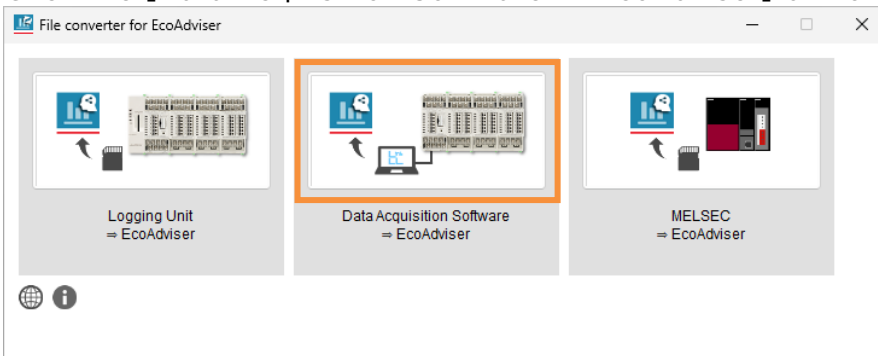 File converter for EcoAdviser
Logging Unit
⇒ EcoAdviser
Data Acquisition Software
⇒ EcoAdviser
MELSEC
⇒ EcoAdviser